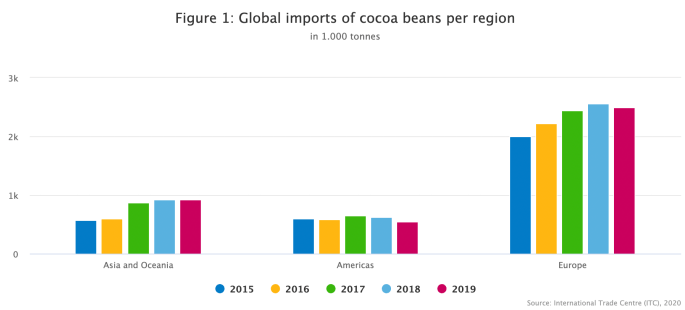 Figure 1: Global imports of cocoa beans per region
in 1.000 tonnes
3k
2k
1k
0
Asia and Oceania Americas Europe
2015 2016 2017 2018 2019
Source: International Trade Centre (ITC), 2020